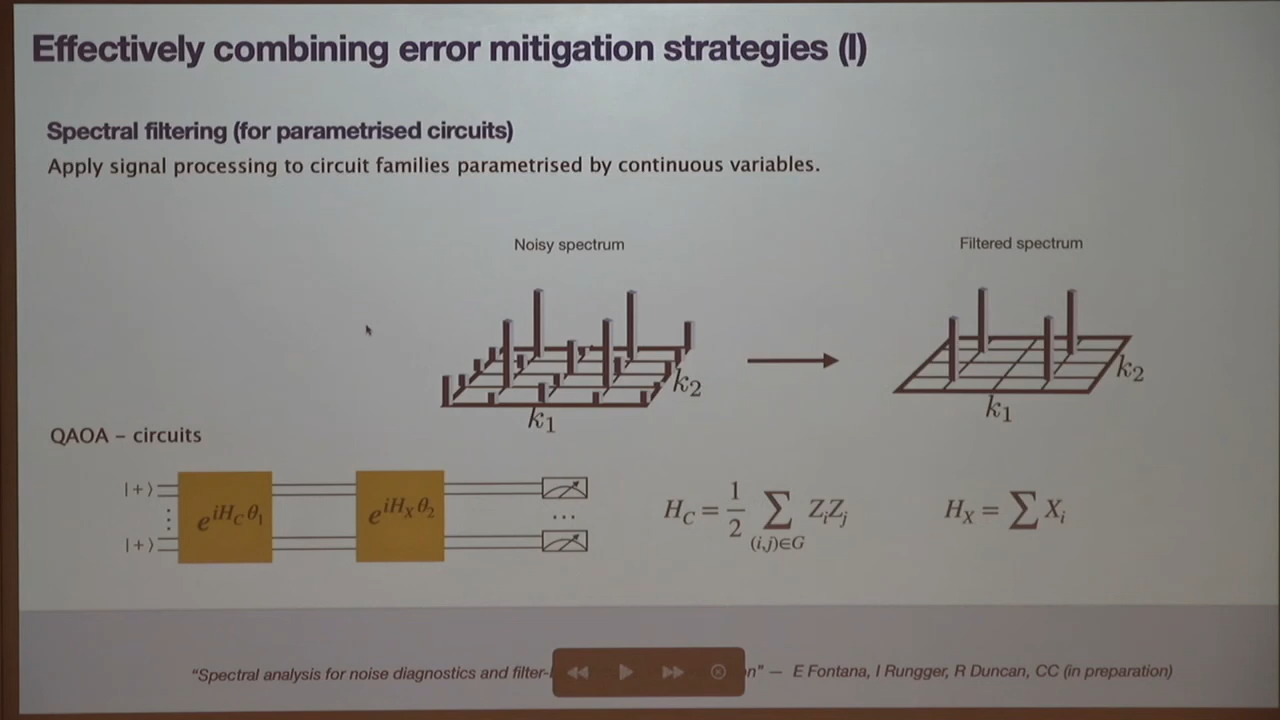 Effectively combining error mitigation strategies (I)
Spectral filtering (for parametrised circuits)
Apply signal processing to circuit families parametrised by continuous variables.
Noisy spectrum
Filtered spectrum
k₁
k₂
k₁
k₂
QAOA – circuits
|+⟩
⋮
|+⟩
e^{iH_C θ₁}
e^{iH_X θ₂}
...
H_C = 1/2 ∑_{(i,j)∈G} Z_i Z_j
H_X = ∑ X_i
“Spectral analysis for noise diagnostics and filter- n” — E Fontana, I Rungger, R Duncan, CC (in preparation)